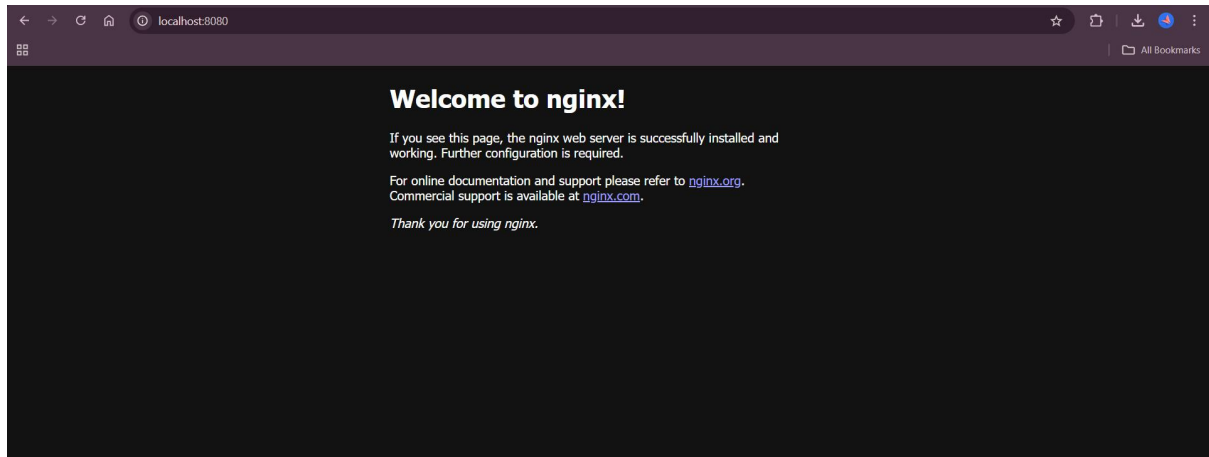 localhost:8080
All Bookmarks
Welcome to nginx!
If you see this page, the nginx web server is successfully installed and
working. Further configuration is required.
For online documentation and support please refer to nginx.org.
Commercial support is available at nginx.com.
Thank you for using nginx.